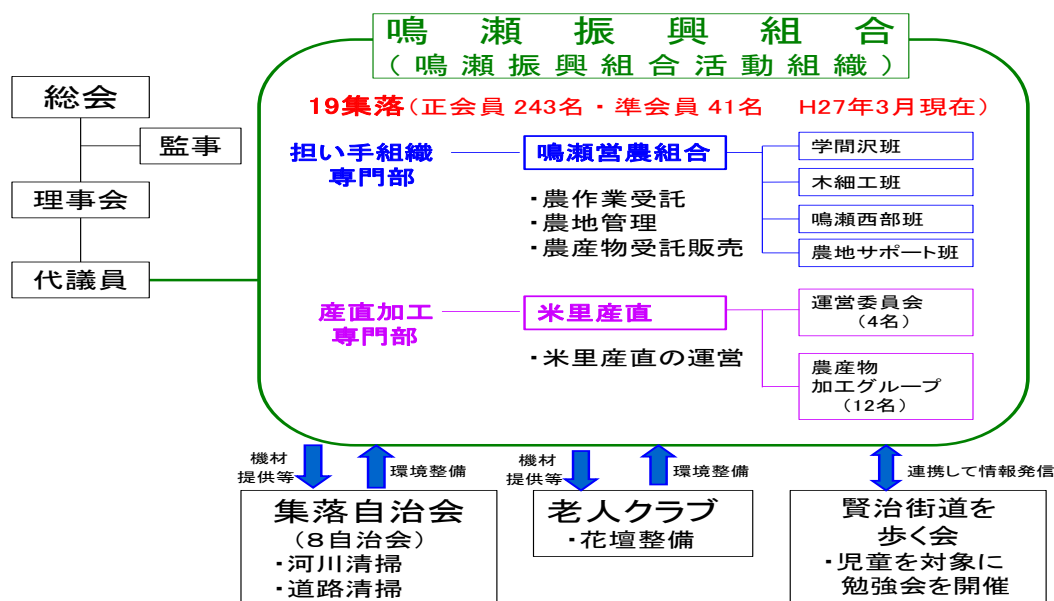 鳴瀬振興組合
(鳴瀬振興組合活動組織)
19集落(正会員 243名・準会員 41名　H27年3月現在)
総会
監事
理事会
代議員
担い手組織
専門部
鳴瀬営農組合
・農作業受託
・農地管理
・農産物受託販売
学間沢班
木細工班
鳴瀬西部班
農地サポート班
産直加工
専門部
米里産直
・米里産直の運営
運営委員会
(4名)
農産物
加工グループ
(12名)
機材
提供等
環境整備
機材
提供等
環境整備
連携して情報発信
集落自治会
(8自治会)
・河川清掃
・道路清掃
老人クラブ
・花壇整備
賢治街道を
歩く会
・児童を対象に
勉強会を開催